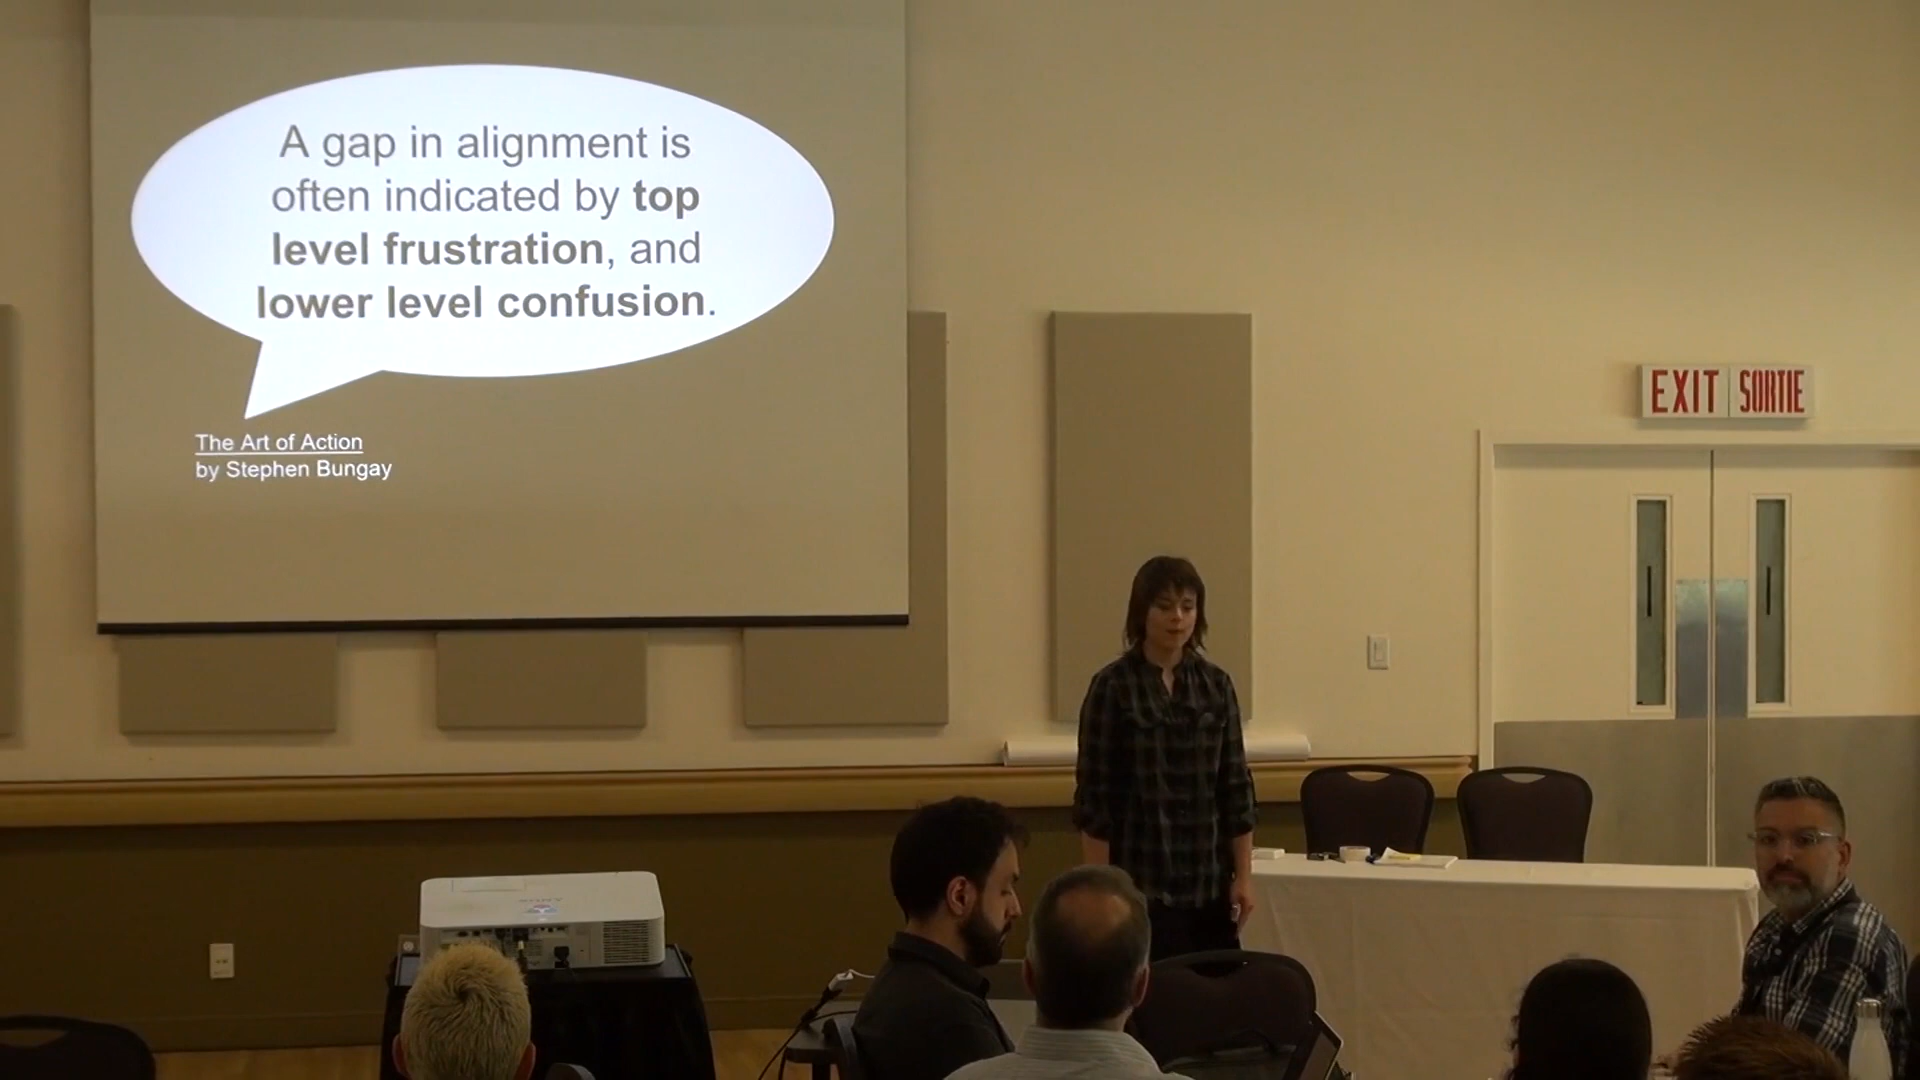 A gap in alignment is
often indicated by top
level frustration, and
lower level confusion.
The Art of Action
by Stephen Bungay
EXIT SORTIE